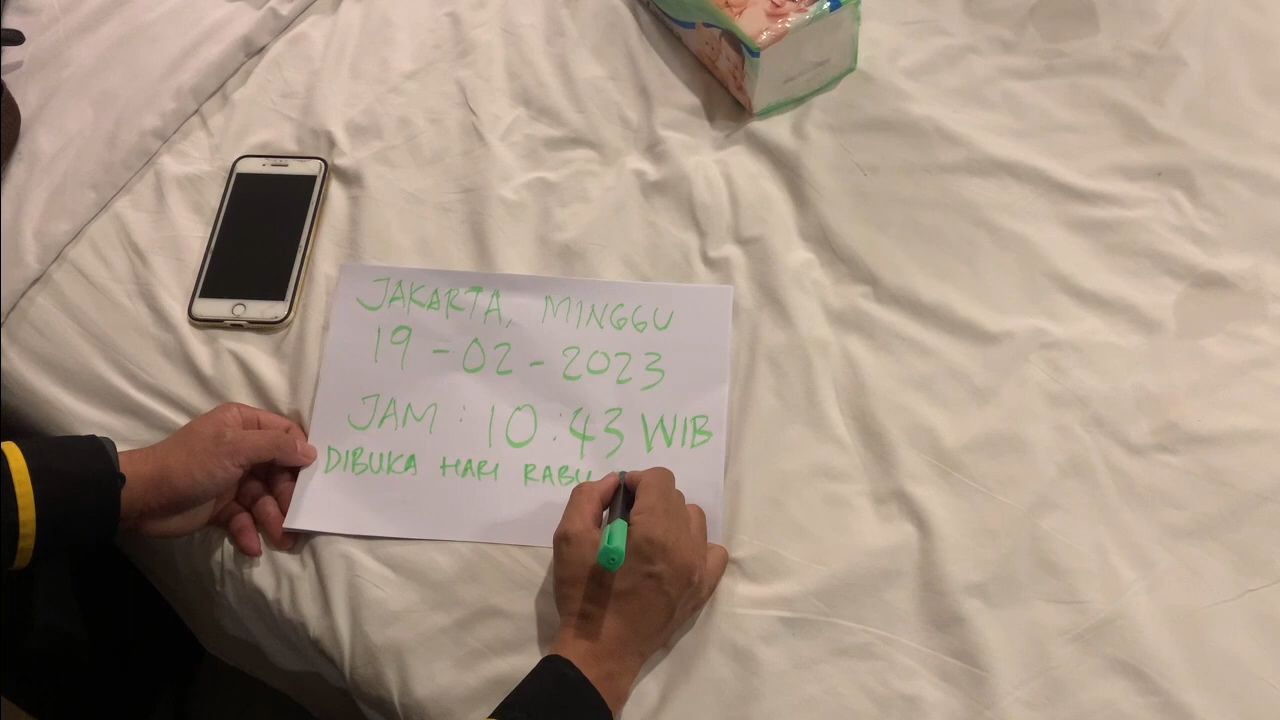 JAKARTA, MINGGU
19-02-2023
JAM : 10.43 WIB
DIBUKA HARI RABU